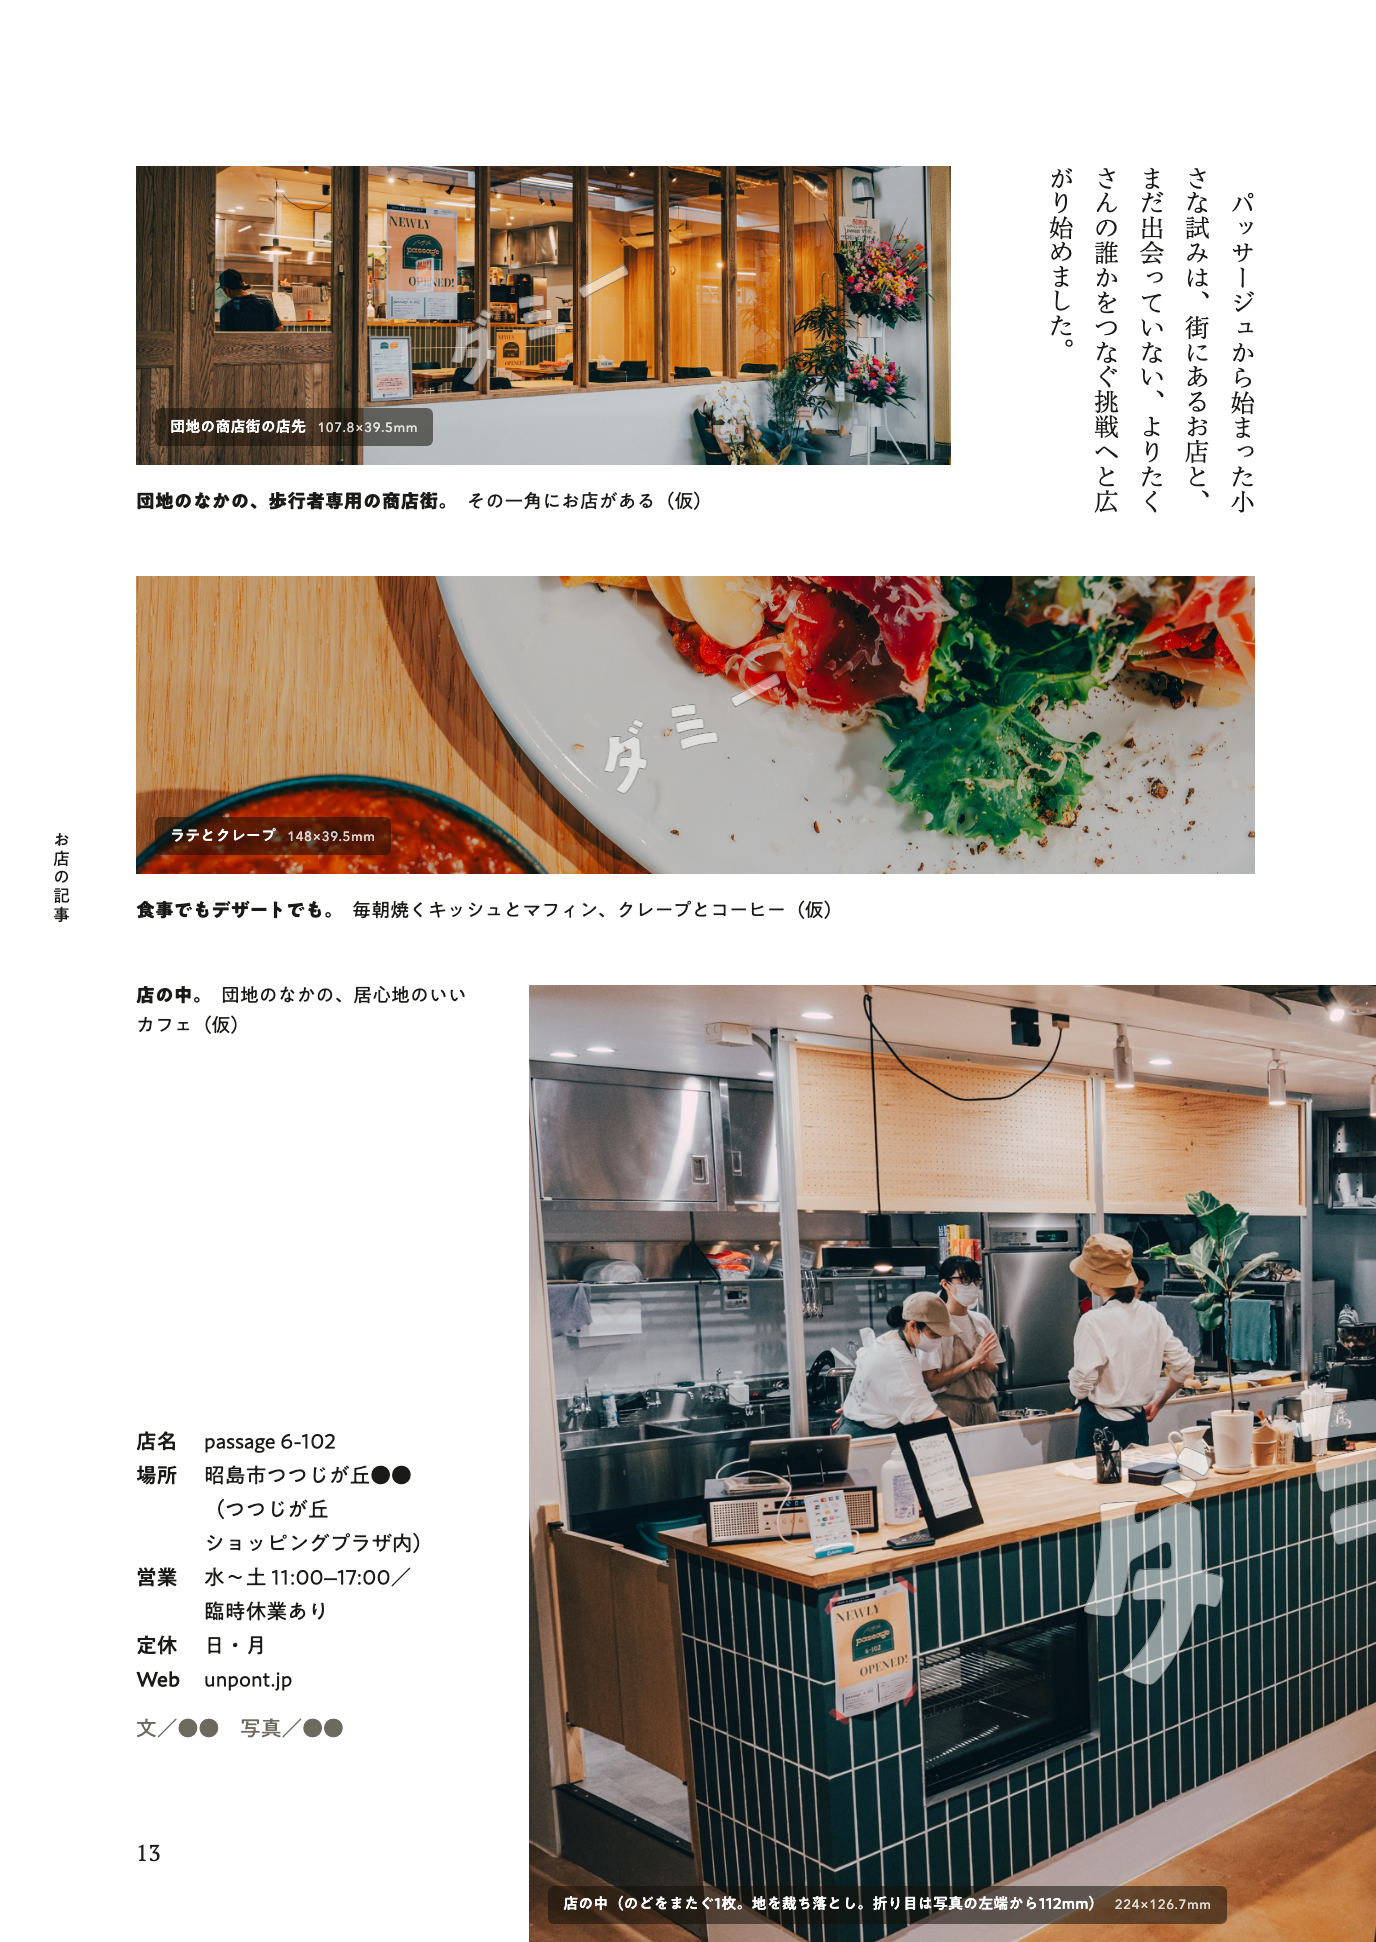 パッサージュから始まった小
さな試みは、街にあるお店と、
まだ出会っていない、よりたく
さんの誰かをつなぐ挑戦へと広
がり始めました。
NEWLY
passage
OPENED!
ダミー
団地の商店街の店先 107.8×39.5mm
団地のなかの、歩行者専用の商店街。 その一角にお店がある（仮）
ダミー
ラテとクレープ 148×39.5mm
食事でもデザートでも。 毎朝焼くキッシュとマフィン、クレープとコーヒー（仮）
お店の記事
店の中。 団地のなかの、居心地のいい
カフェ（仮）
店名 passage 6-102
場所 昭島市つつじが丘●●
（つつじが丘
ショッピングプラザ内）
営業 水～土 11:00–17:00／
臨時休業あり
定休 日・月
Web unpont.jp
文／●● 写真／●●
13
NEWLY
passage
6-102
OPENED!
ダミ
店の中（のどをまたぐ1枚。地を裁ち落とし。折り目は写真の左端から112mm） 224×126.7mm